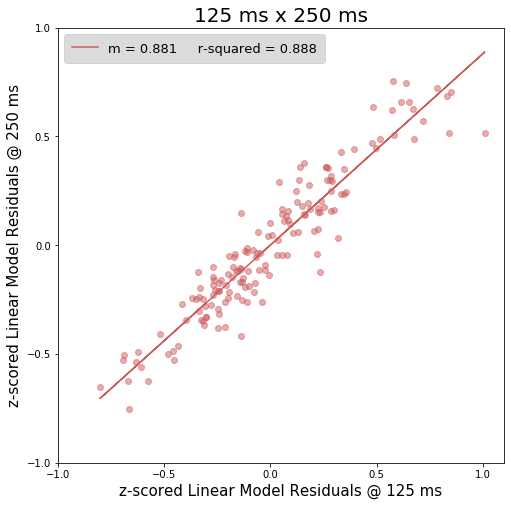 125 ms x 250 ms
m = 0.881 r-squared = 0.888
z-scored Linear Model Residuals @ 250 ms
1.0
0.5
0.0
−0.5
−1.0
−1.0 −0.5 0.0 0.5 1.0
z-scored Linear Model Residuals @ 125 ms